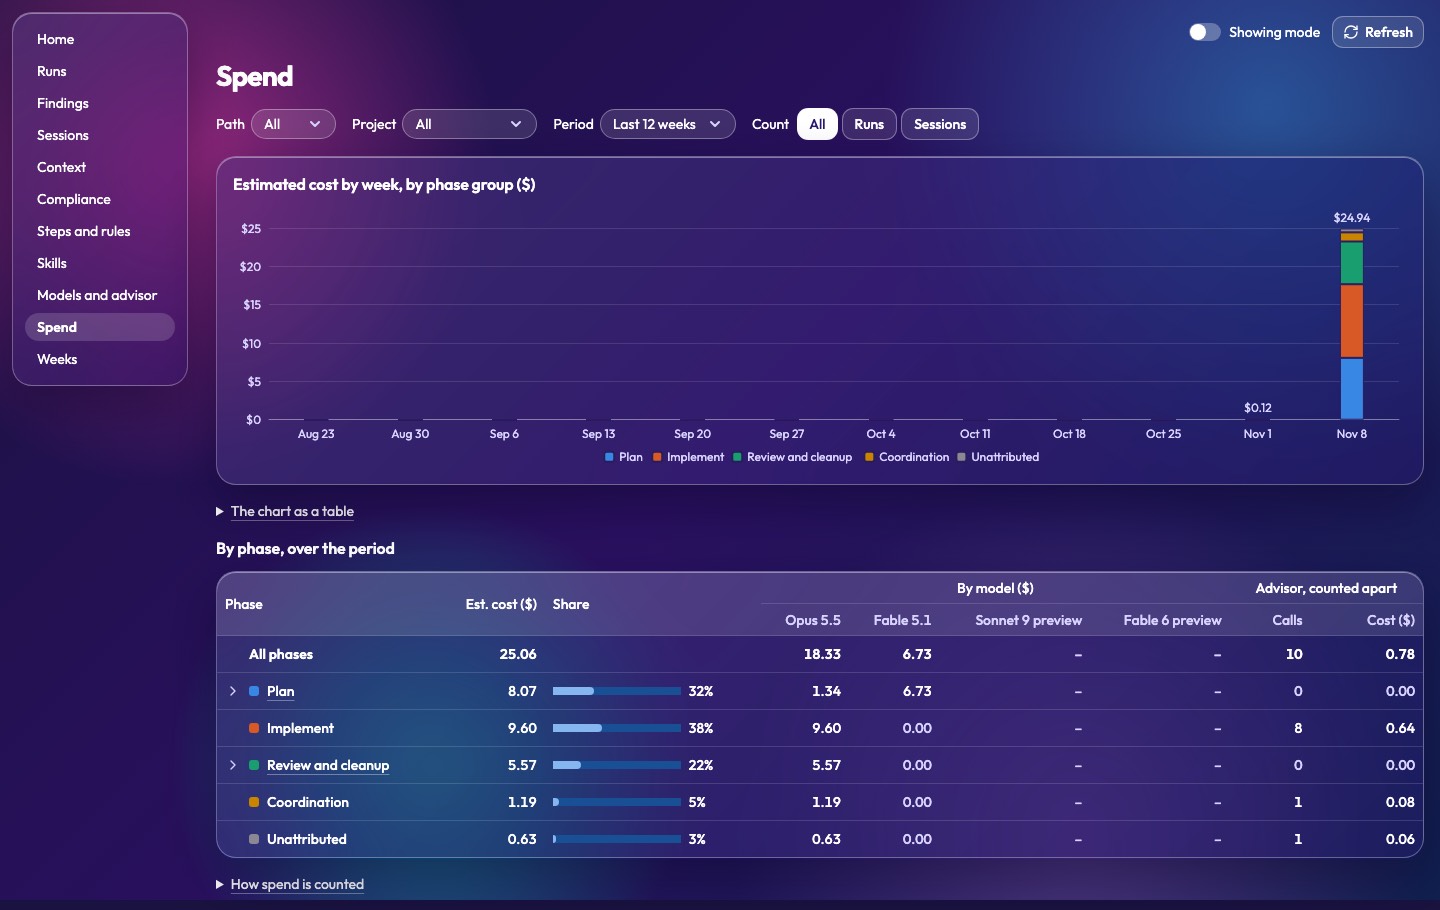 Home
Runs
Findings
Sessions
Context
Compliance
Steps and rules
Skills
Models and advisor
Spend
Weeks
Showing mode
Refresh
Spend
Path All Project All Period Last 12 weeks Count All Runs Sessions
Estimated cost by week, by phase group ($)
$24.94
$25
$20
$15
$10
$5
$0.12
$0
Aug 23 Aug 30 Sep 6 Sep 13 Sep 20 Sep 27 Oct 4 Oct 11 Oct 18 Oct 25 Nov 1 Nov 8
Plan Implement Review and cleanup Coordination Unattributed
The chart as a table
By phase, over the period
By model ($) Advisor, counted apart
Phase Est. cost ($) Share
Opus 5.5 Fable 5.1 Sonnet 9 preview Fable 6 preview Calls Cost ($)
All phases 25.06 18.33 6.73 – – 10 0.78
Plan 8.07 32% 1.34 6.73 – – 0 0.00
Implement 9.60 38% 9.60 0.00 – – 8 0.64
Review and cleanup 5.57 22% 5.57 0.00 – – 0 0.00
Coordination 1.19 5% 1.19 0.00 – – 1 0.08
Unattributed 0.63 3% 0.63 0.00 – – 1 0.06
How spend is counted